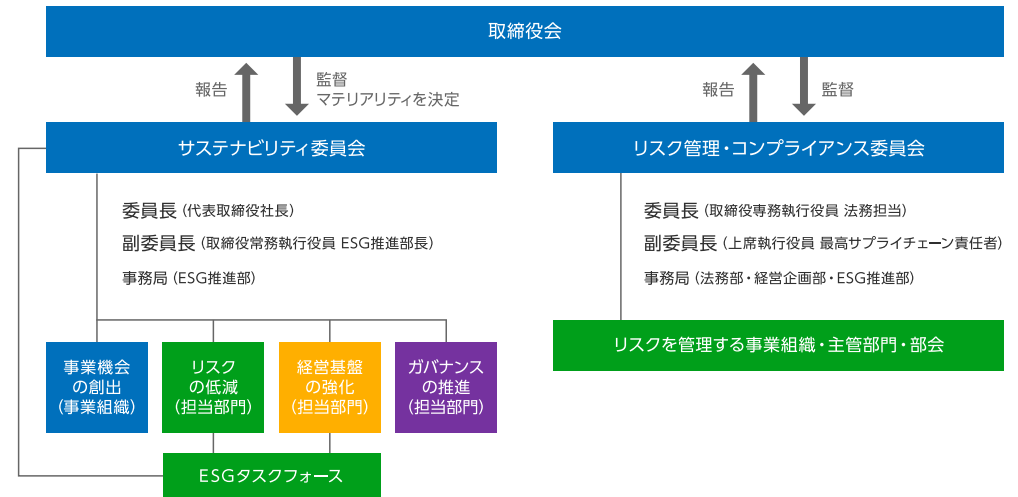 取締役会
報告
監督
マテリアリティを決定
報告
監督
サステナビリティ委員会
委員長（代表取締役社長）
副委員長（取締役常務執行役員 ESG推進部長）
事務局（ESG推進部）
事業機会
の創出
（事業組織）
リスク
の低減
（担当部門）
経営基盤
の強化
（担当部門）
ガバナンス
の推進
（担当部門）
ESGタスクフォース
リスク管理・コンプライアンス委員会
委員長（取締役専務執行役員 法務担当）
副委員長（上席執行役員 最高サプライチェーン責任者）
事務局（法務部・経営企画部・ESG推進部）
リスクを管理する事業組織・主管部門・部会